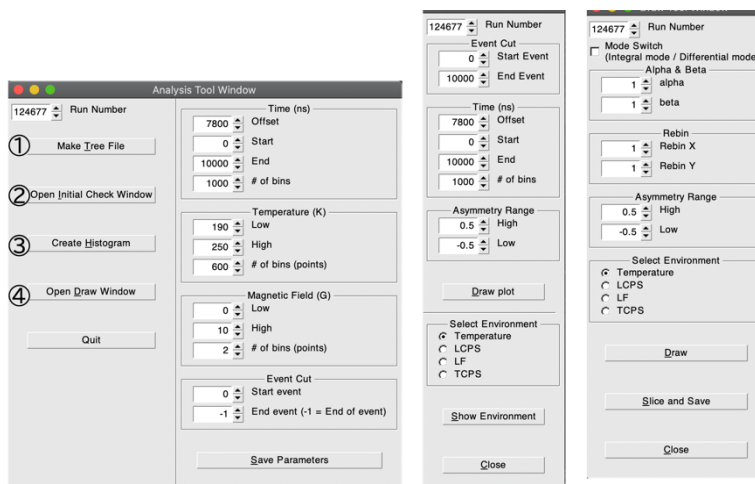 Analysis Tool Window
124677 Run Number
① Make Tree File
② Open Initial Check Window
③ Create Histogram
④ Open Draw Window
Quit
Time (ns)
7800 Offset
0 Start
10000 End
1000 # of bins
Temperature (K)
190 Low
250 High
600 # of bins (points)
Magnetic Field (G)
0 Low
10 High
2 # of bins (points)
Event Cut
0 Start event
-1 End event (-1 = End of event)
Save Parameters
124677 Run Number
Event Cut
0 Start Event
10000 End Event
Time (ns)
7800 Offset
0 Start
10000 End
1000 # of bins
Asymmetry Range
0.5 High
-0.5 Low
Draw plot
Select Environment
Temperature
LCPS
LF
TCPS
Show Environment
Close
124677 Run Number
Mode Switch
(Integral mode / Differential mode
Alpha & Beta
1 alpha
1 beta
Rebin
1 Rebin X
1 Rebin Y
Asymmetry Range
0.5 High
-0.5 Low
Select Environment
Temperature
LCPS
LF
TCPS
Draw
Slice and Save
Close